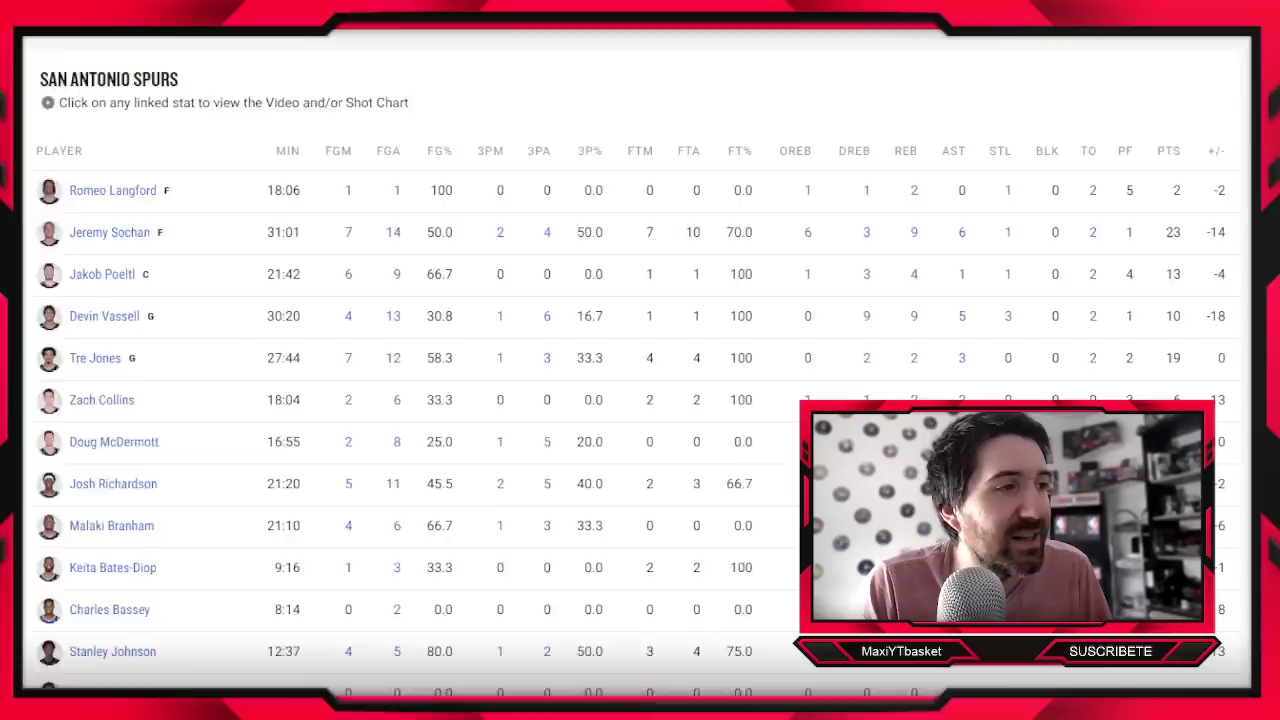 SAN ANTONIO SPURS
Click on any linked stat to view the Video and/or Shot Chart
PLAYER MIN FGM FGA FG% 3PM 3PA 3P% FTM FTA FT% OREB DREB REB AST STL BLK TO PF PTS +/-
Romeo Langford F 18:06 1 1 100 0 0 0.0 0 0 0.0 1 1 2 0 1 0 2 5 2 -2
Jeremy Sochan F 31:01 7 14 50.0 2 4 50.0 7 10 70.0 6 3 9 6 1 0 2 1 23 -14
Jakob Poeltl C 21:42 6 9 66.7 0 0 0.0 1 1 100 1 3 4 1 1 0 2 4 13 -4
Devin Vassell G 30:20 4 13 30.8 1 6 16.7 1 1 100 0 9 9 5 3 0 2 1 10 -18
Tre Jones G 27:44 7 12 58.3 1 3 33.3 4 4 100 0 2 2 3 0 0 2 2 19 0
Zach Collins 18:04 2 6 33.3 0 0 0.0 2 2 100
Doug McDermott 16:55 2 8 25.0 1 5 20.0 0 0 0.0
Josh Richardson 21:20 5 11 45.5 2 5 40.0 2 3 66.7
Malaki Branham 21:10 4 6 66.7 1 3 33.3 0 0 0.0
Keita Bates-Diop 9:16 1 3 33.3 0 0 0.0 2 2 100
Charles Bassey 8:14 0 2 0.0 0 0 0.0 0 0 0.0
Stanley Johnson 12:37 4 5 80.0 1 2 50.0 3 4 75.0
MaxiYTbasket
SUSCRIBETE